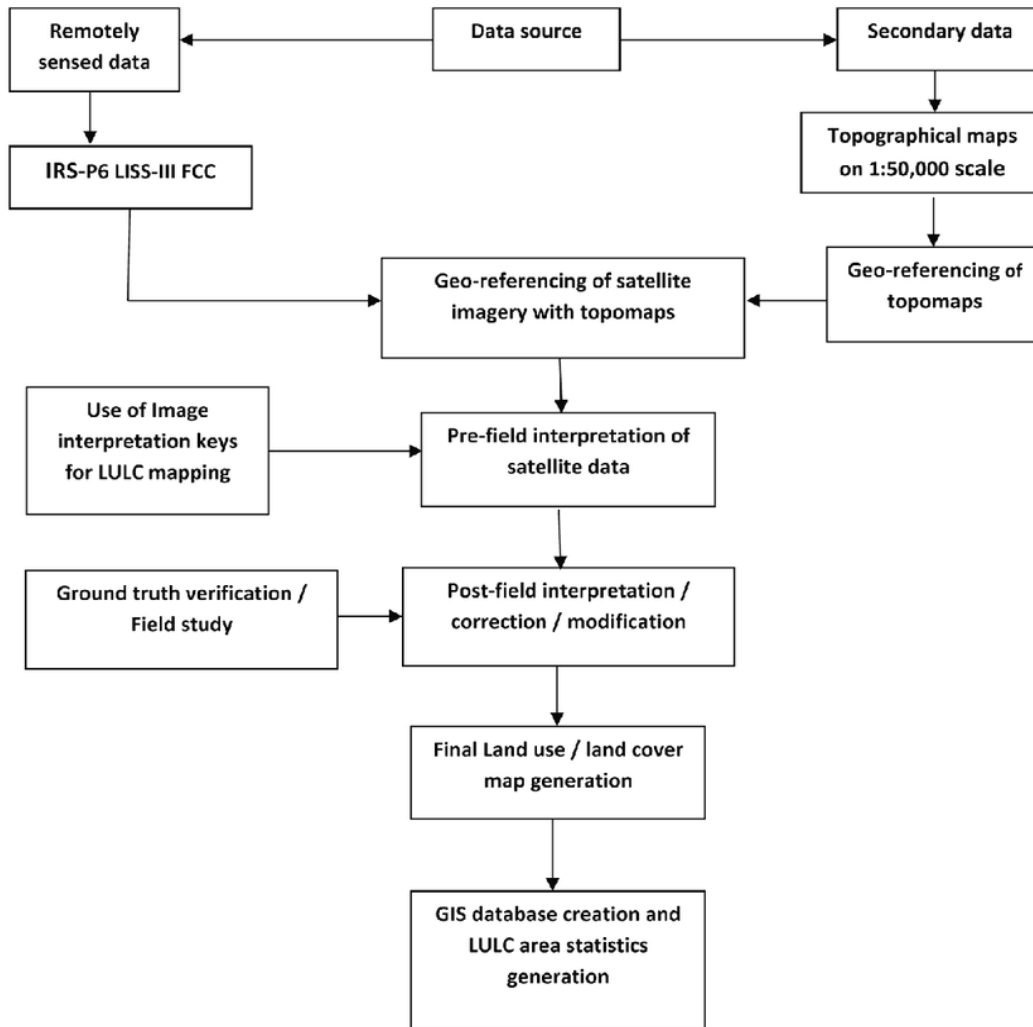 Remotely
sensed data
Data source
Secondary data
IRS-P6 LISS-III FCC
Topographical maps
on 1:50,000 scale
Geo-referencing of satellite
imagery with topomaps
Geo-referencing of
topomaps
Use of Image
interpretation keys
for LULC mapping
Pre-field interpretation of
satellite data
Ground truth verification /
Field study
Post-field interpretation /
correction / modification
Final Land use / land cover
map generation
GIS database creation and
LULC area statistics
generation